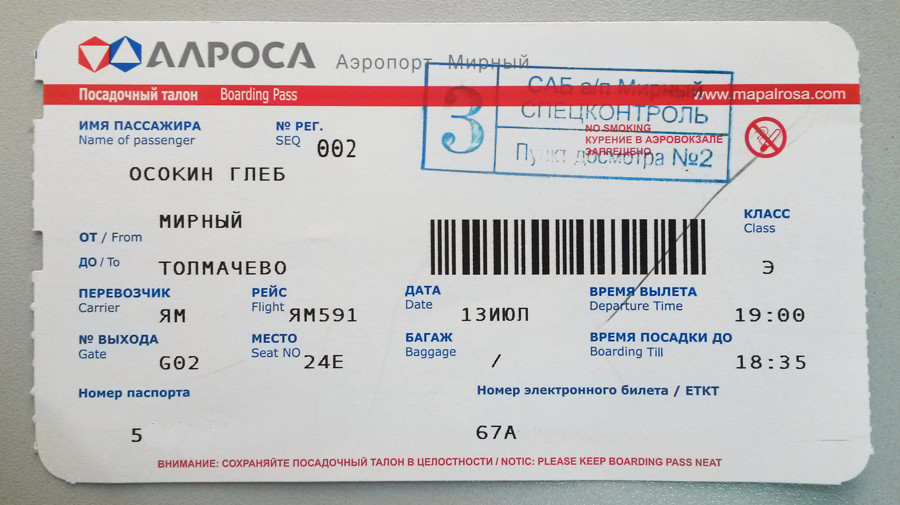 АЛРОСА Аэропорт Мирный
Посадочный талон Boarding Pass www.mapalrosa.com
3
САБ а/п Мирный
СПЕЦКОНТРОЛЬ
Пункт досмотра №2
NO SMOKING
КУРЕНИЕ В АЭРОВОКЗАЛЕ
ЗАПРЕЩЕНО
ИМЯ ПАССАЖИРА № РЕГ.
Name of passenger SEQ 002
ОСОКИН ГЛЕБ
МИРНЫЙ
ОТ / From
ДО / To
ТОЛМАЧЕВО
КЛАСС
Class
Э
ПЕРЕВОЗЧИК РЕЙС ДАТА ВРЕМЯ ВЫЛЕТА
Carrier Flight Date Departure Time
ЯМ ЯМ591 13ИЮЛ 19:00
№ ВЫХОДА МЕСТО БАГАЖ ВРЕМЯ ПОСАДКИ ДО
Gate Seat NO Baggage Boarding Till
G02 24Е / 18:35
Номер паспорта Номер электронного билета / ЕТКТ
5 67А
ВНИМАНИЕ: СОХРАНЯЙТЕ ПОСАДОЧНЫЙ ТАЛОН В ЦЕЛОСТНОСТИ / NOTIC: PLEASE KEEP BOARDING PASS NEAT